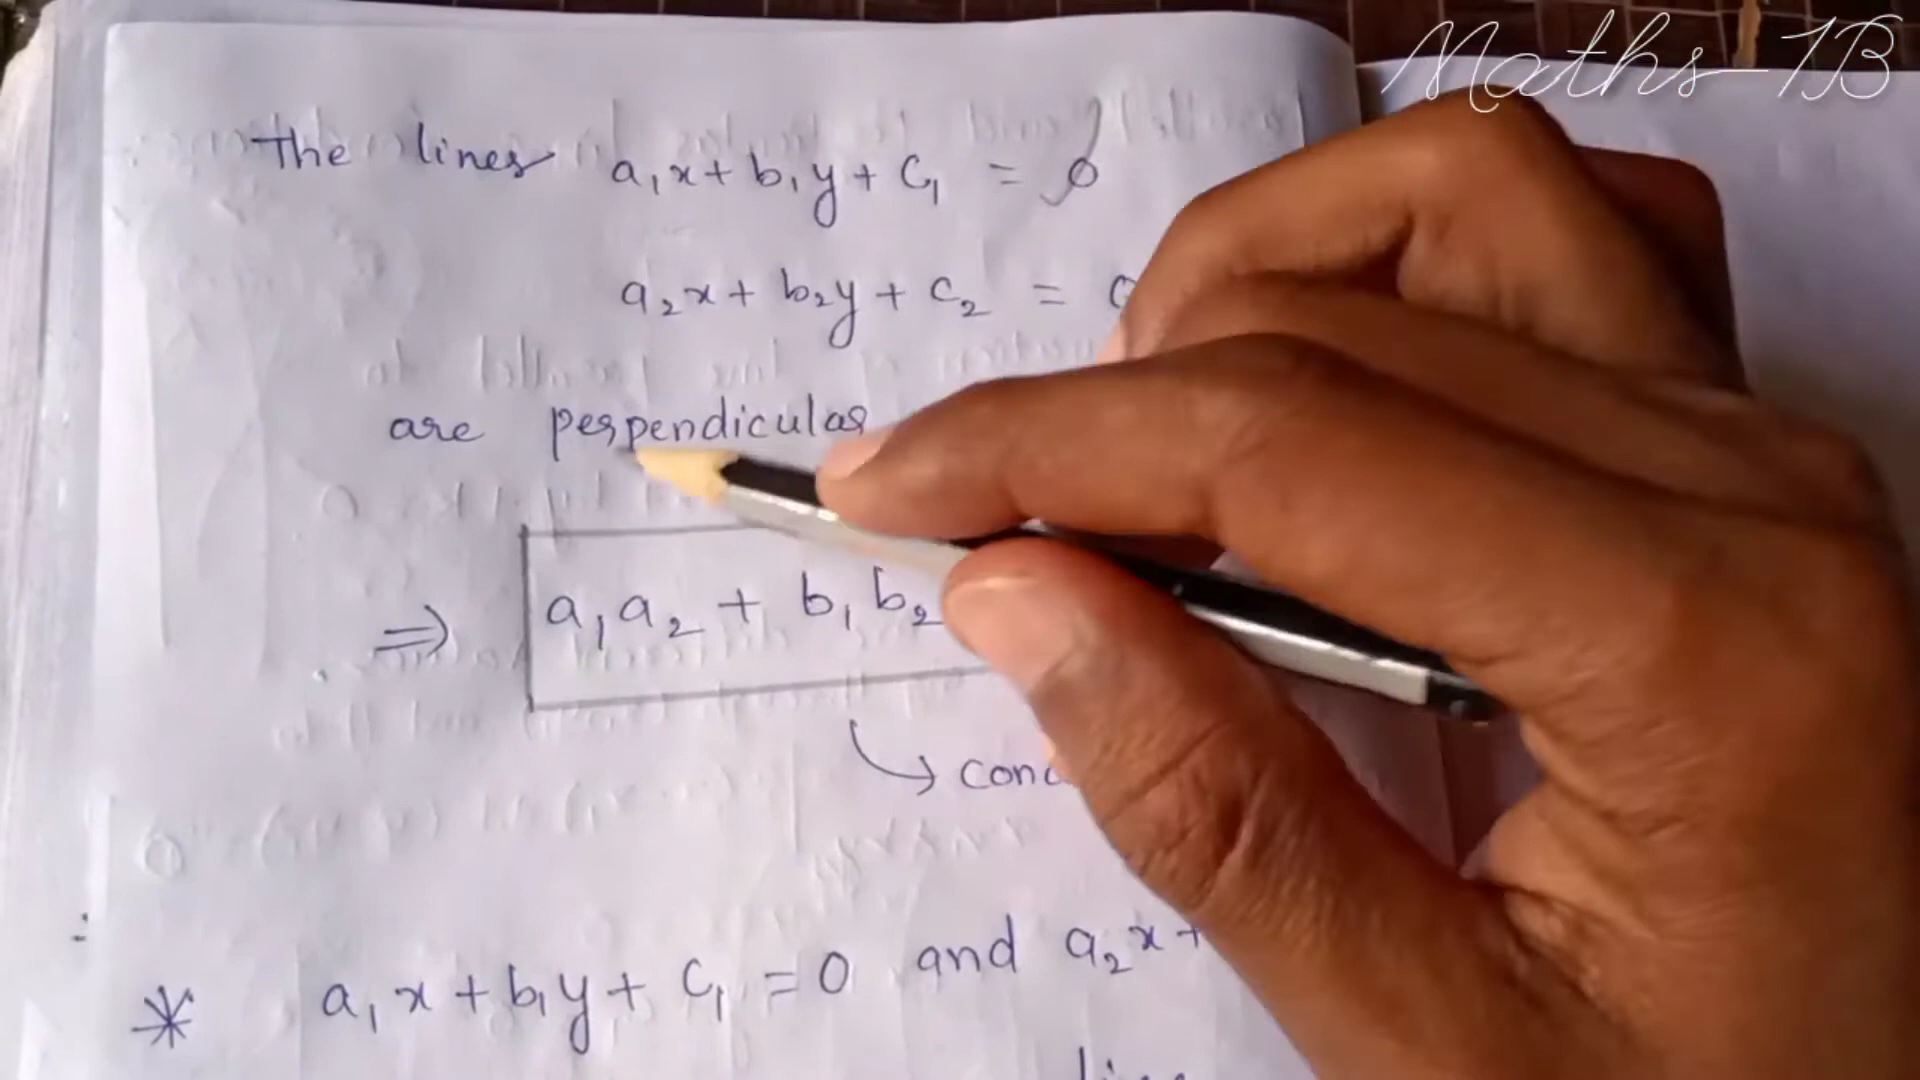 Maths-1B
The lines a₁x + b₁y + c₁ = 0
a₂x + b₂y + c₂ = 0
are perpendicular
⇒ a₁a₂ + b₁b₂
↳
* a₁x + b₁y + c₁ = 0 and a₂x +